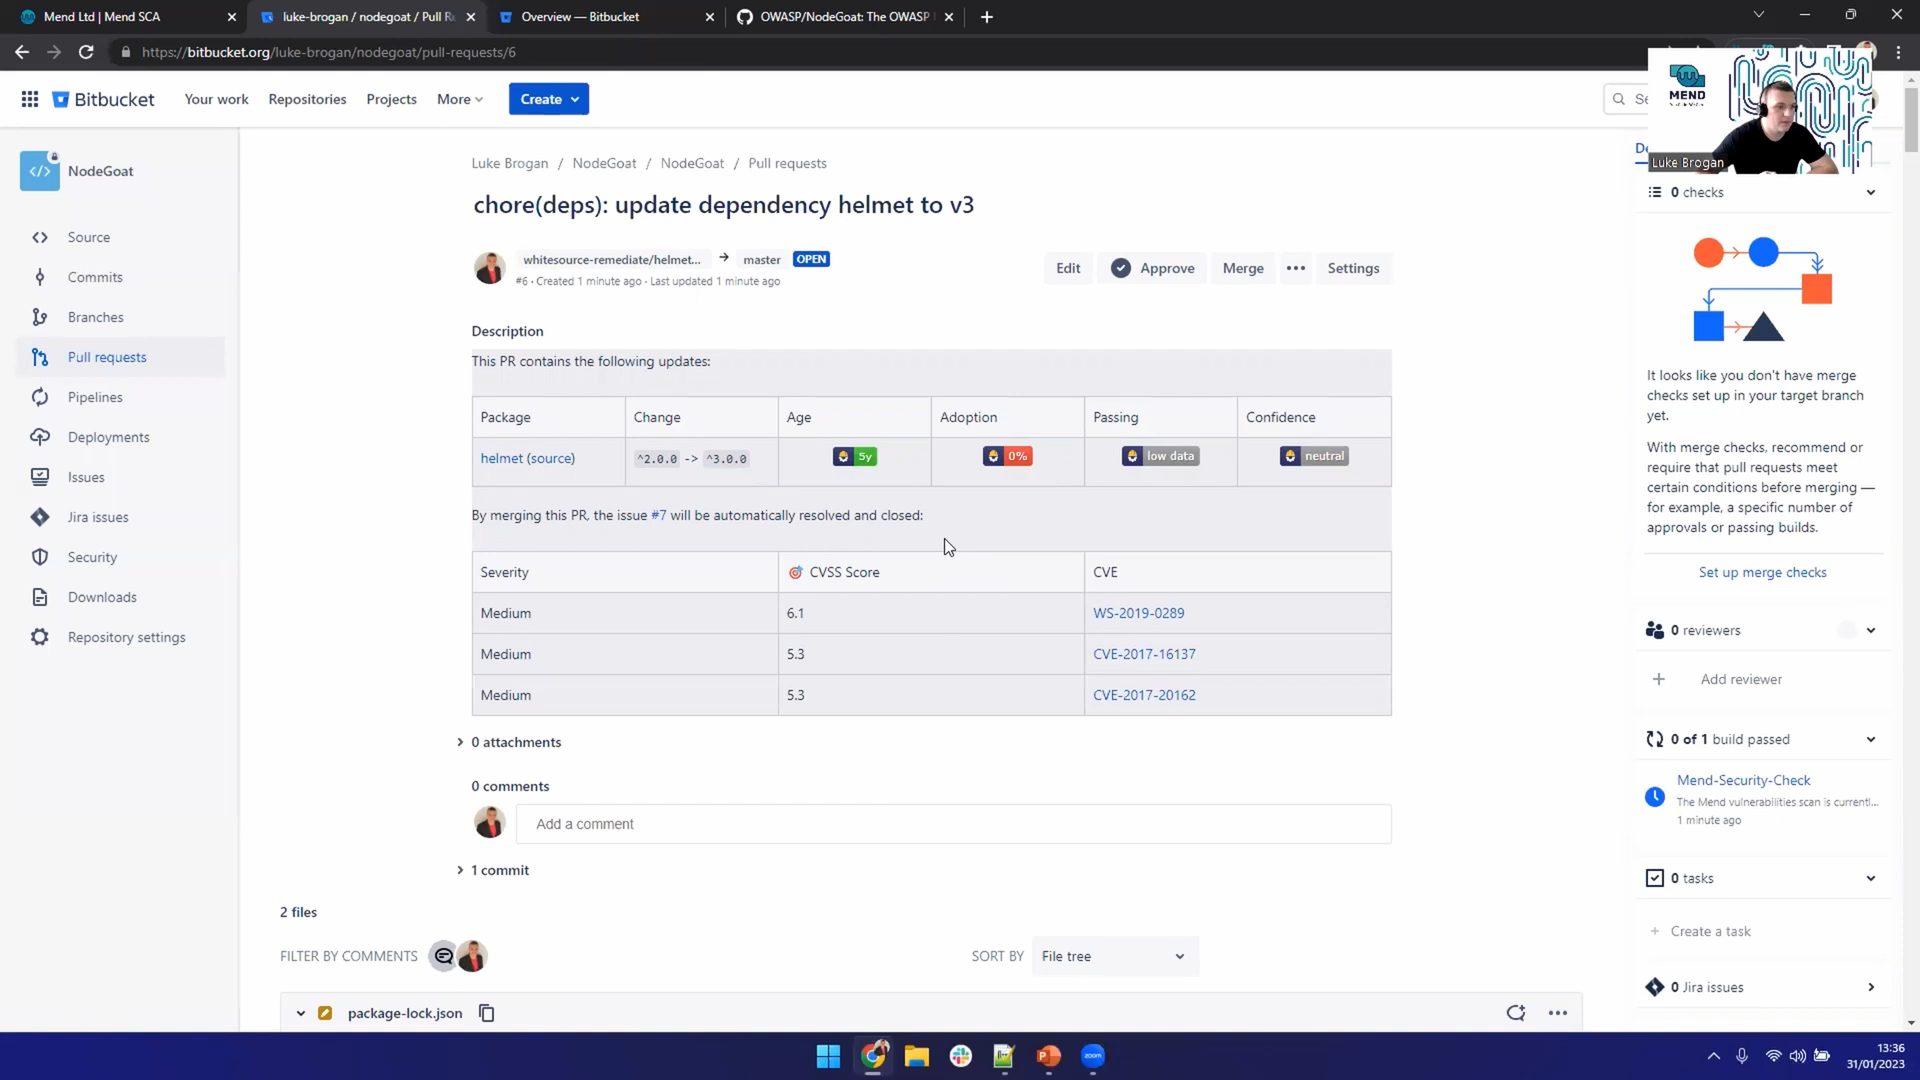 Mend Ltd | Mend SCA
luke-brogan / nodegoat / Pull Re
Overview — Bitbucket
OWASP/NodeGoat: The OWASP
https://bitbucket.org/luke-brogan/nodegoat/pull-requests/6
Bitbucket
Your work
Repositories
Projects
More
Create
Se
MEND
Luke Brogan
NodeGoat
Source
Commits
Branches
Pull requests
Pipelines
Deployments
Issues
Jira issues
Security
Downloads
Repository settings
Luke Brogan / NodeGoat / NodeGoat / Pull requests
chore(deps): update dependency helmet to v3
whitesource-remediate/helmet... → master OPEN
#6 · Created 1 minute ago · Last updated 1 minute ago
Edit
Approve
Merge
Settings
Description
This PR contains the following updates:
Package Change Age Adoption Passing Confidence
helmet (source) ^2.0.0 -> ^3.0.0 5y 0% low data neutral
By merging this PR, the issue #7 will be automatically resolved and closed:
Severity CVSS Score CVE
Medium 6.1 WS-2019-0289
Medium 5.3 CVE-2017-16137
Medium 5.3 CVE-2017-20162
0 attachments
0 comments
Add a comment
1 commit
2 files
FILTER BY COMMENTS
SORT BY
File tree
package-lock.json
De
0 checks
It looks like you don't have merge
checks set up in your target branch
yet.
With merge checks, recommend or
require that pull requests meet
certain conditions before merging —
for example, a specific number of
approvals or passing builds.
Set up merge checks
0 reviewers
Add reviewer
0 of 1 build passed
Mend-Security-Check
The Mend vulnerabilities scan is currentl...
1 minute ago
0 tasks
Create a task
0 Jira issues
zoom
13:36
31/01/2023